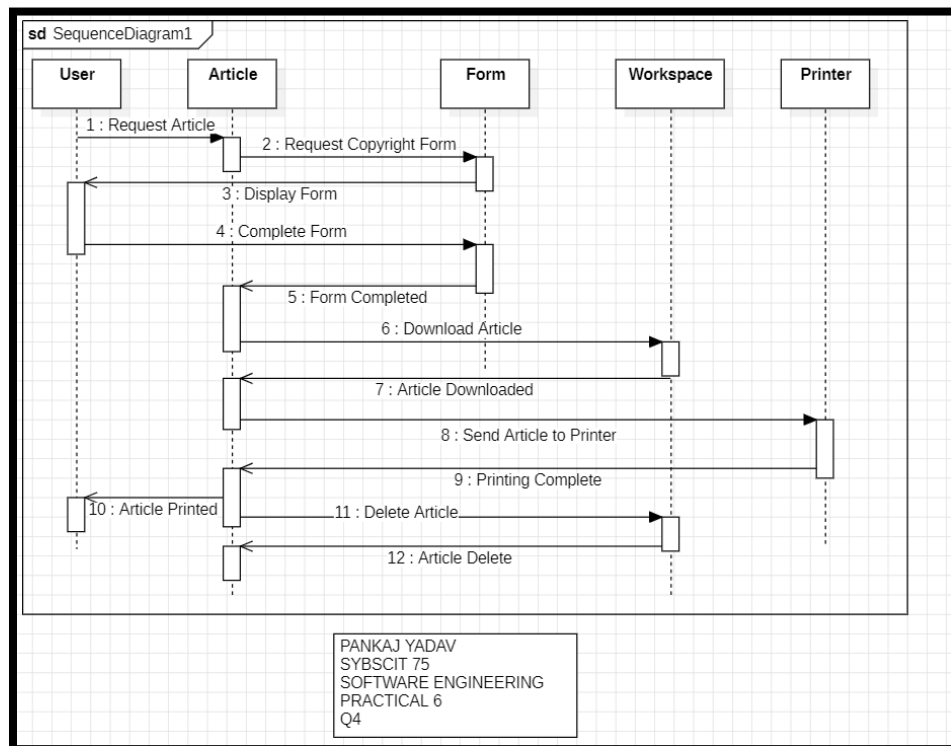 sd SequenceDiagram1
User Article Form Workspace Printer
1 : Request Article
2 : Request Copyright Form
3 : Display Form
4 : Complete Form
5 : Form Completed
6 : Download Article
7 : Article Downloaded
8 : Send Article to Printer
9 : Printing Complete
10 : Article Printed
11 : Delete Article
12 : Article Delete
PANKAJ YADAV
SYBSCIT 75
SOFTWARE ENGINEERING
PRACTICAL 6
Q4